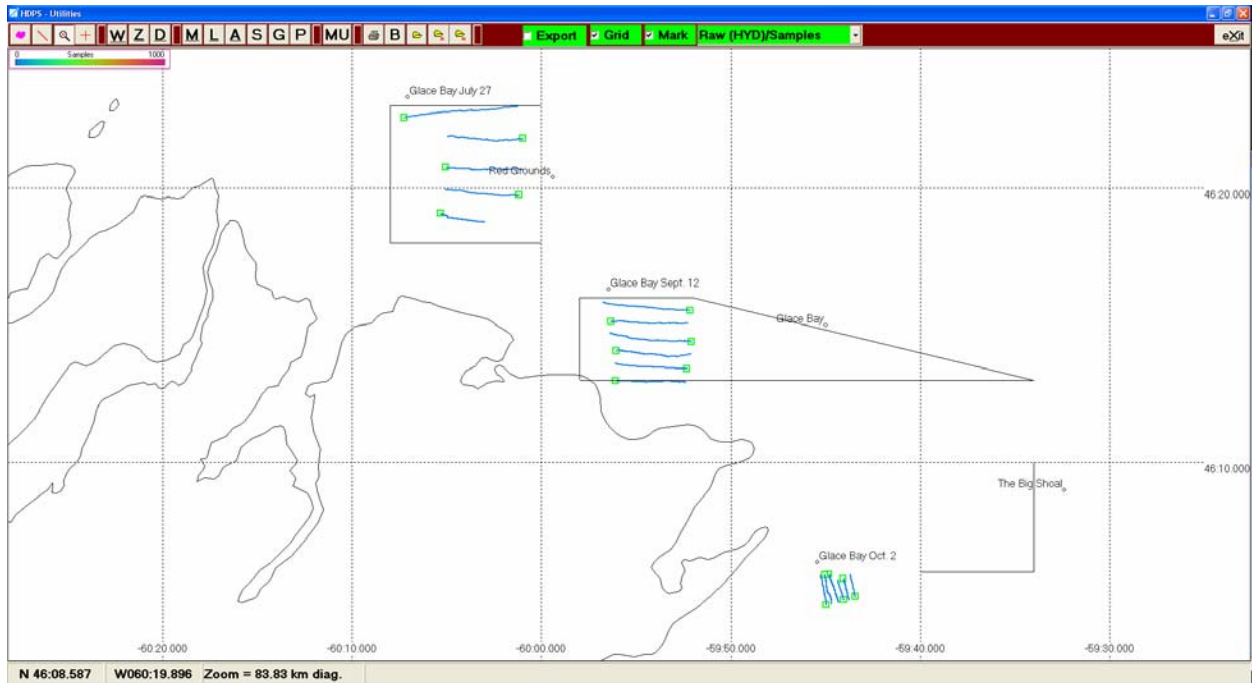 HDPS - Utilities
W Z D M L A S G P MU B Export Grid Mark Raw (HYD)/Samples eXit
0 Samples 1000
Glace Bay July 27
Red Grounds
46:20.000
Glace Bay Sept. 12
Glace Bay
46:10.000
The Big Shoal
Glace Bay Oct. 2
-60:20.000 -60:10.000 -60:00.000 -59:50.000 -59:40.000 -59:30.000
N 46:08.587 W060:19.896 Zoom = 83.83 km diag.